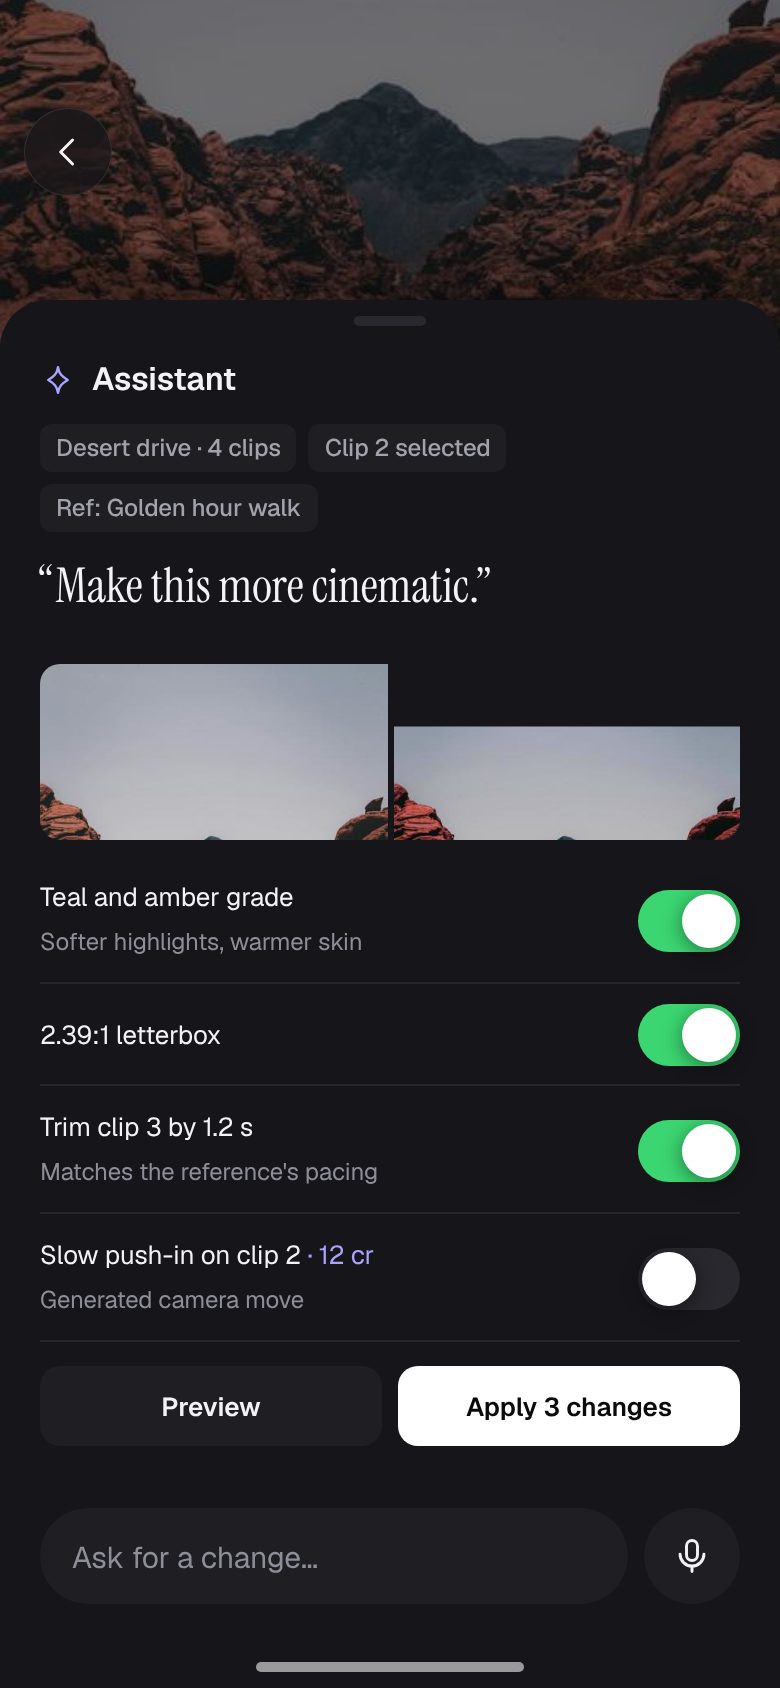 Assistant
Desert drive · 4 clips
Clip 2 selected
Ref: Golden hour walk
“Make this more cinematic.”
Teal and amber grade
Softer highlights, warmer skin
2.39:1 letterbox
Trim clip 3 by 1.2 s
Matches the reference's pacing
Slow push-in on clip 2 · 12 cr
Generated camera move
Preview
Apply 3 changes
Ask for a change...